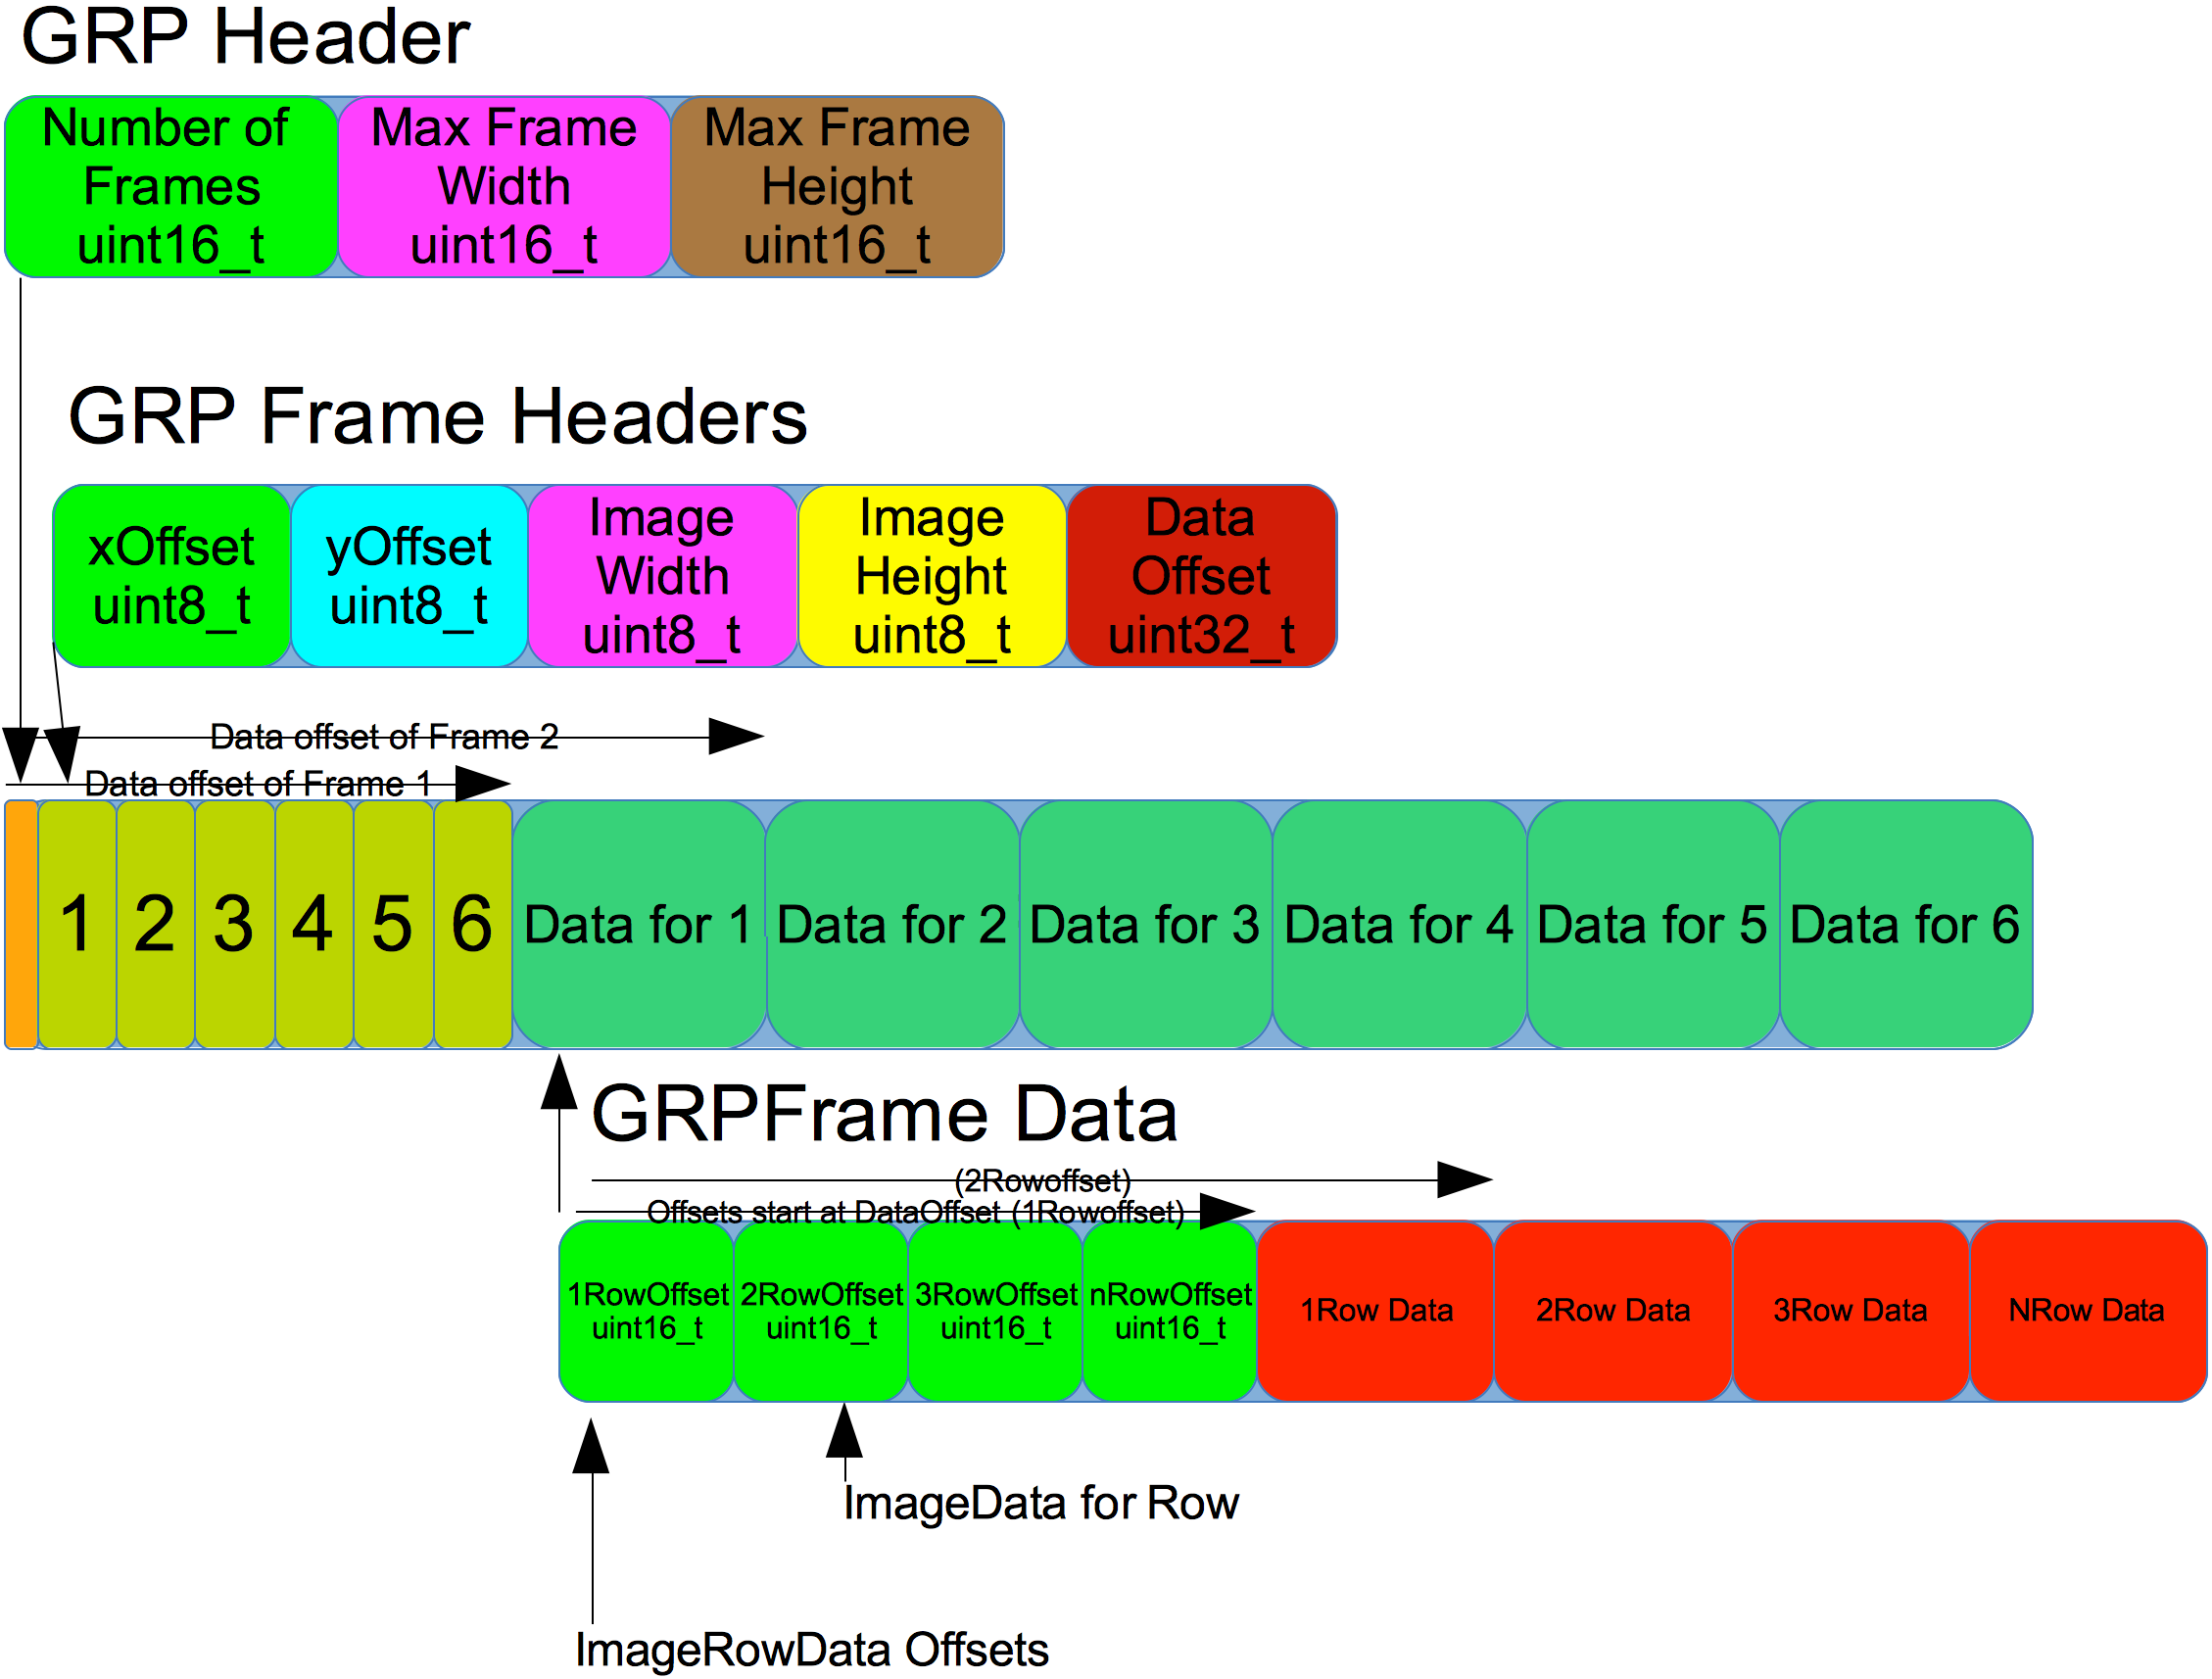 GRP Header
Number of
Frames
uint16_t
Max Frame
Width
uint16_t
Max Frame
Height
uint16_t
GRP Frame Headers
xOffset
uint8_t
yOffset
uint8_t
Image
Width
uint8_t
Image
Height
uint8_t
Data
Offset
uint32_t
Data offset of Frame 2
Data offset of Frame 1
1
2
3
4
5
6
Data for 1
Data for 2
Data for 3
Data for 4
Data for 5
Data for 6
GRPFrame Data
(2Rowoffset)
Offsets start at DataOffset (1Rowoffset)
1RowOffset
uint16_t
2RowOffset
uint16_t
3RowOffset
uint16_t
nRowOffset
uint16_t
1Row Data
2Row Data
3Row Data
NRow Data
ImageData for Row
ImageRowData Offsets